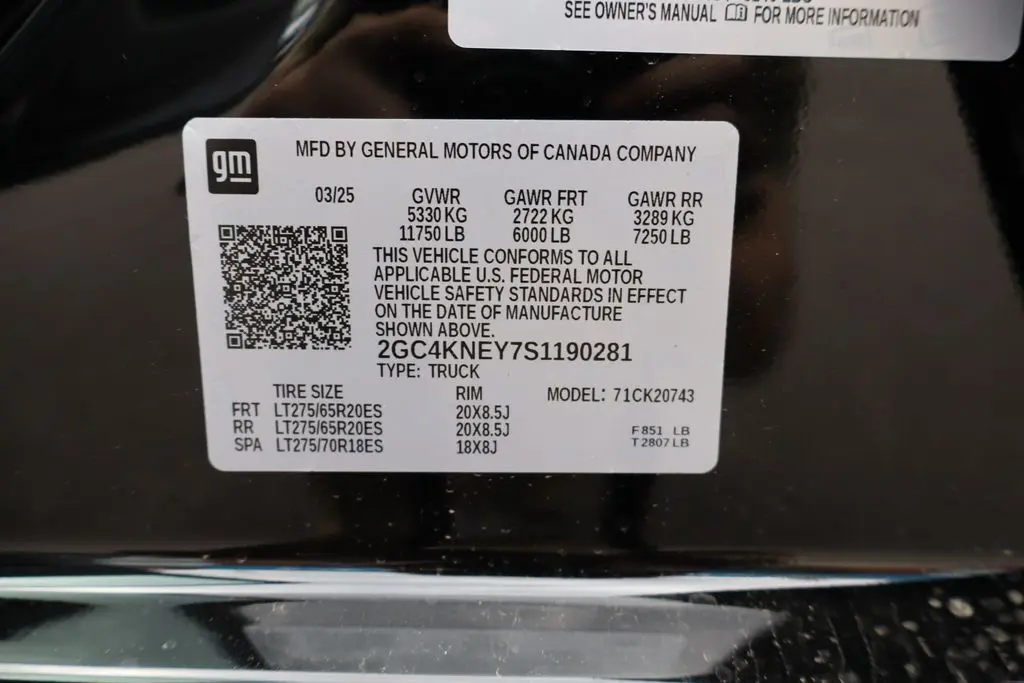 SEE OWNER'S MANUAL FOR MORE INFORMATION
gm
MFD BY GENERAL MOTORS OF CANADA COMPANY
03/25 GVWR GAWR FRT GAWR RR
5330 KG 2722 KG 3289 KG
11750 LB 6000 LB 7250 LB
THIS VEHICLE CONFORMS TO ALL
APPLICABLE U.S. FEDERAL MOTOR
VEHICLE SAFETY STANDARDS IN EFFECT
ON THE DATE OF MANUFACTURE
SHOWN ABOVE.
2GC4KNEY7S1190281
TYPE: TRUCK
TIRE SIZE RIM MODEL: 71CK20743
FRT LT275/65R20ES 20X8.5J
RR LT275/65R20ES 20X8.5J F851 LB
SPA LT275/70R18ES 18X8J T2807 LB